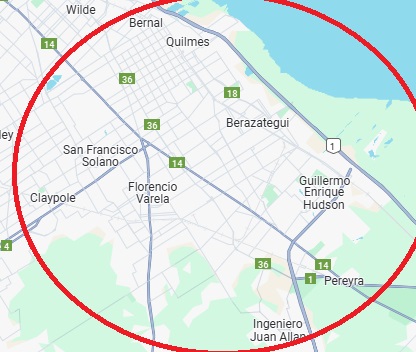 Wilde
Bernal
Quilmes
14
36
18
36
Berazategui
1
San Francisco
Solano
14
Guillermo
Enrique
Hudson
Claypole
Florencio
Varela
4
36
14
1
Pereyra
Ingeniero
Juan Allan